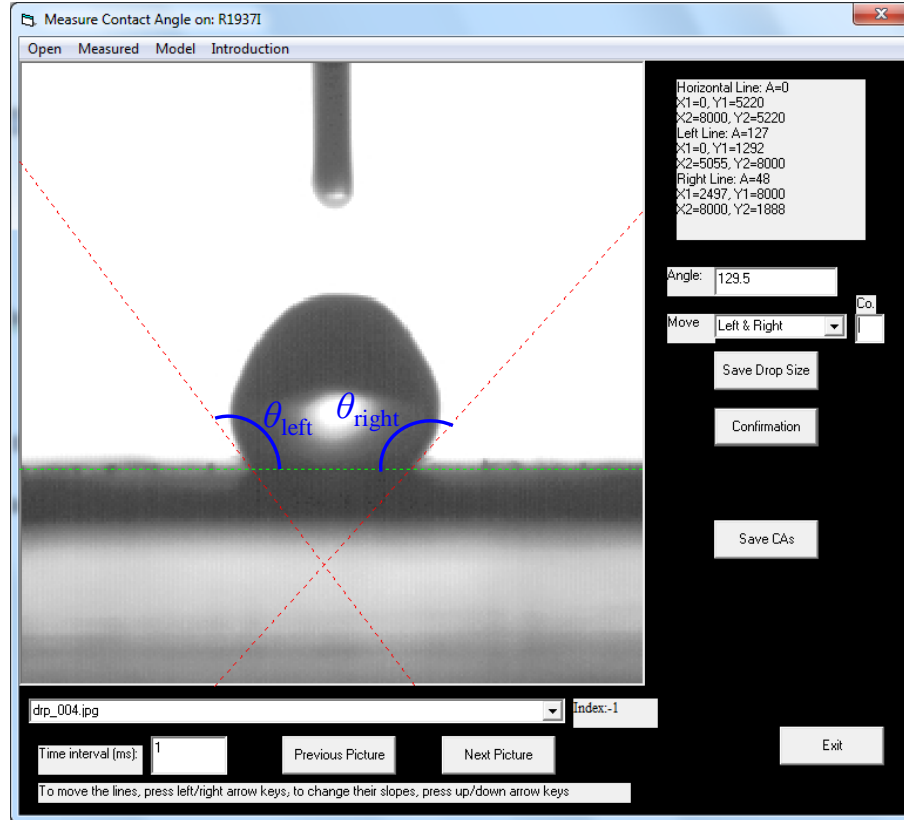 Measure Contact Angle on: R1937I
Open Measured Model Introduction
Horizontal Line: A=0
X1=0, Y1=5220
X2=8000, Y2=5220
Left Line: A=127
X1=0, Y1=1292
X2=5055, Y2=8000
Right Line: A=48
X1=2497, Y1=8000
X2=8000, Y2=1888
Angle: 129.5
Co.
Move Left & Right
Save Drop Size
θleft θright
Confirmation
Save CAs
drp_004.jpg Index:-1
Time interval (ms): 1 Previous Picture Next Picture Exit
To move the lines, press left/right arrow keys; to change their slopes, press up/down arrow keys